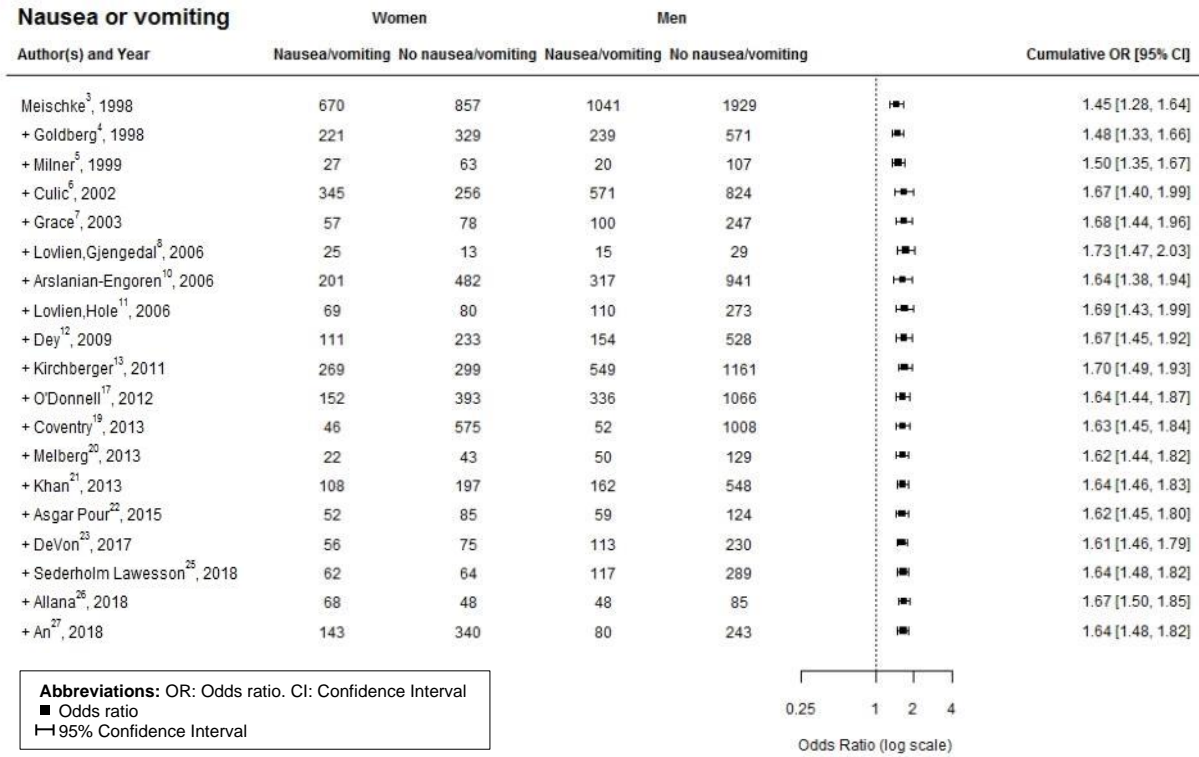 Nausea or vomiting Women Men
Author(s) and Year Nausea/vomiting No nausea/vomiting Nausea/vomiting No nausea/vomiting Cumulative OR [95% CI]
Meischke3, 1998 670 857 1041 1929 1.45 [1.28, 1.64]
+ Goldberg4, 1998 221 329 239 571 1.48 [1.33, 1.66]
+ Milner5, 1999 27 63 20 107 1.50 [1.35, 1.67]
+ Culic6, 2002 345 256 571 824 1.67 [1.40, 1.99]
+ Grace7, 2003 57 78 100 247 1.68 [1.44, 1.96]
+ Lovlien,Gjengedal8, 2006 25 13 15 29 1.73 [1.47, 2.03]
+ Arslanian-Engoren10, 2006 201 482 317 941 1.64 [1.38, 1.94]
+ Lovlien,Hole11, 2006 69 80 110 273 1.69 [1.43, 1.99]
+ Dey12, 2009 111 233 154 528 1.67 [1.45, 1.92]
+ Kirchberger13, 2011 269 299 549 1161 1.70 [1.49, 1.93]
+ O'Donnell17, 2012 152 393 336 1066 1.64 [1.44, 1.87]
+ Coventry19, 2013 46 575 52 1008 1.63 [1.45, 1.84]
+ Melberg20, 2013 22 43 50 129 1.62 [1.44, 1.82]
+ Khan21, 2013 108 197 162 548 1.64 [1.46, 1.83]
+ Asgar Pour22, 2015 52 85 59 124 1.62 [1.45, 1.80]
+ DeVon23, 2017 56 75 113 230 1.61 [1.46, 1.79]
+ Sederholm Lawesson25, 2018 62 64 117 289 1.64 [1.48, 1.82]
+ Allana26, 2018 68 48 48 85 1.67 [1.50, 1.85]
+ An27, 2018 143 340 80 243 1.64 [1.48, 1.82]
Abbreviations: OR: Odds ratio. CI: Confidence Interval
Odds ratio
95% Confidence Interval
0.25 1 2 4
Odds Ratio (log scale)